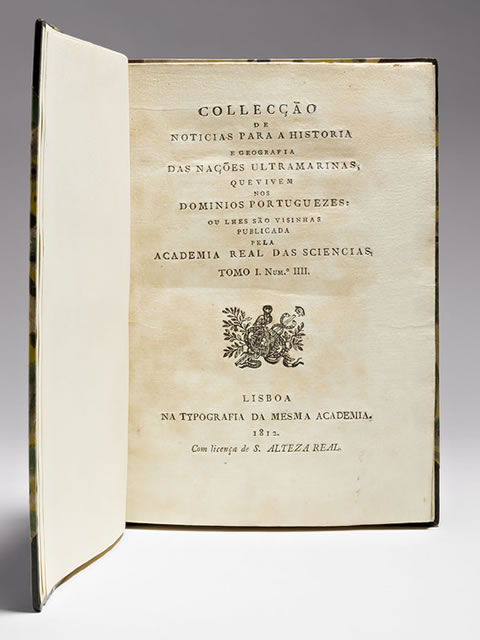 COLLECÇÃO
DE
NOTICIAS PARA A HISTORIA
E GEOGRAFIA
DAS NAÇÕES ULTRAMARINAS,
QUE VIVEM
NOS
DOMINIOS PORTUGUEZES:
OU LHES SÃO VISINHAS
PUBLICADA
PELA
ACADEMIA REAL DAS SCIENCIAS,
TOMO I. NUM.º IIII.
LISBOA
NA TYPOGRAFIA DA MESMA ACADEMIA.
1812.
Com licença de S. ALTEZA REAL.